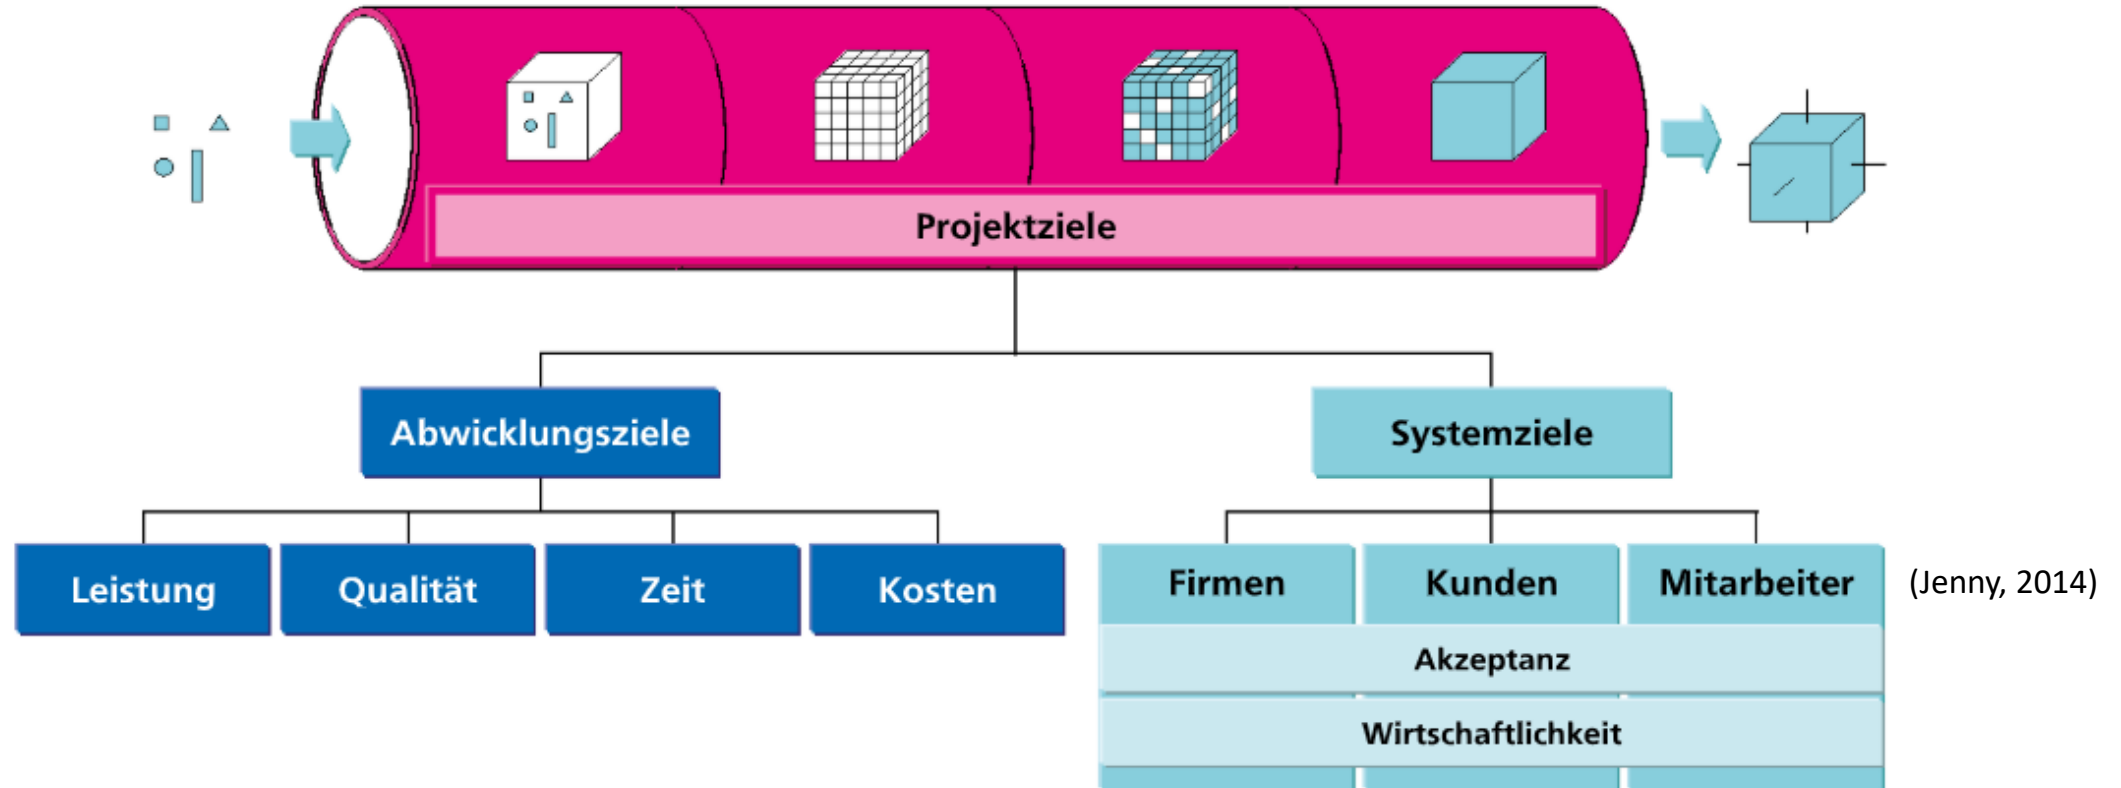 Projektziele
Abwicklungsziele
Systemziele
Leistung
Qualität
Zeit
Kosten
Firmen
Kunden
Mitarbeiter
(Jenny, 2014)
Akzeptanz
Wirtschaftlichkeit